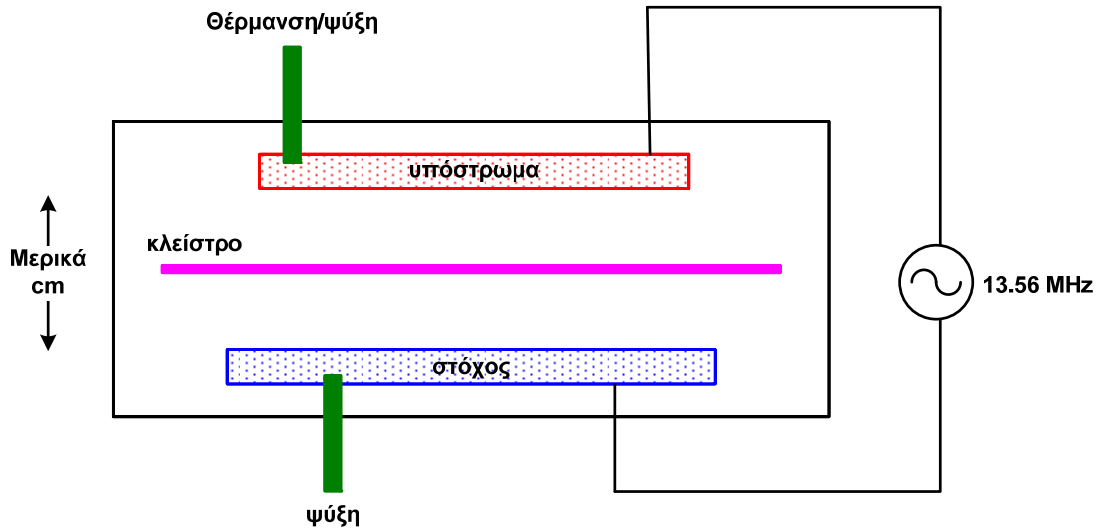 Θέρμανση/ψύξη
υπόστρωμα
κλείστρο
Μερικά
cm
13.56 MHz
στόχος
ψύξη